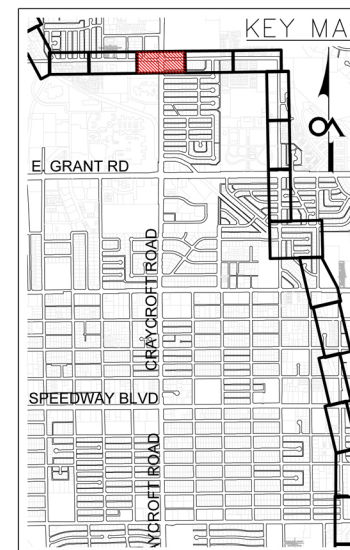 KEY MA
E GRANT RD
CRAYCROFT ROAD
SPEEDWAY BLVD
YCROFT ROAD